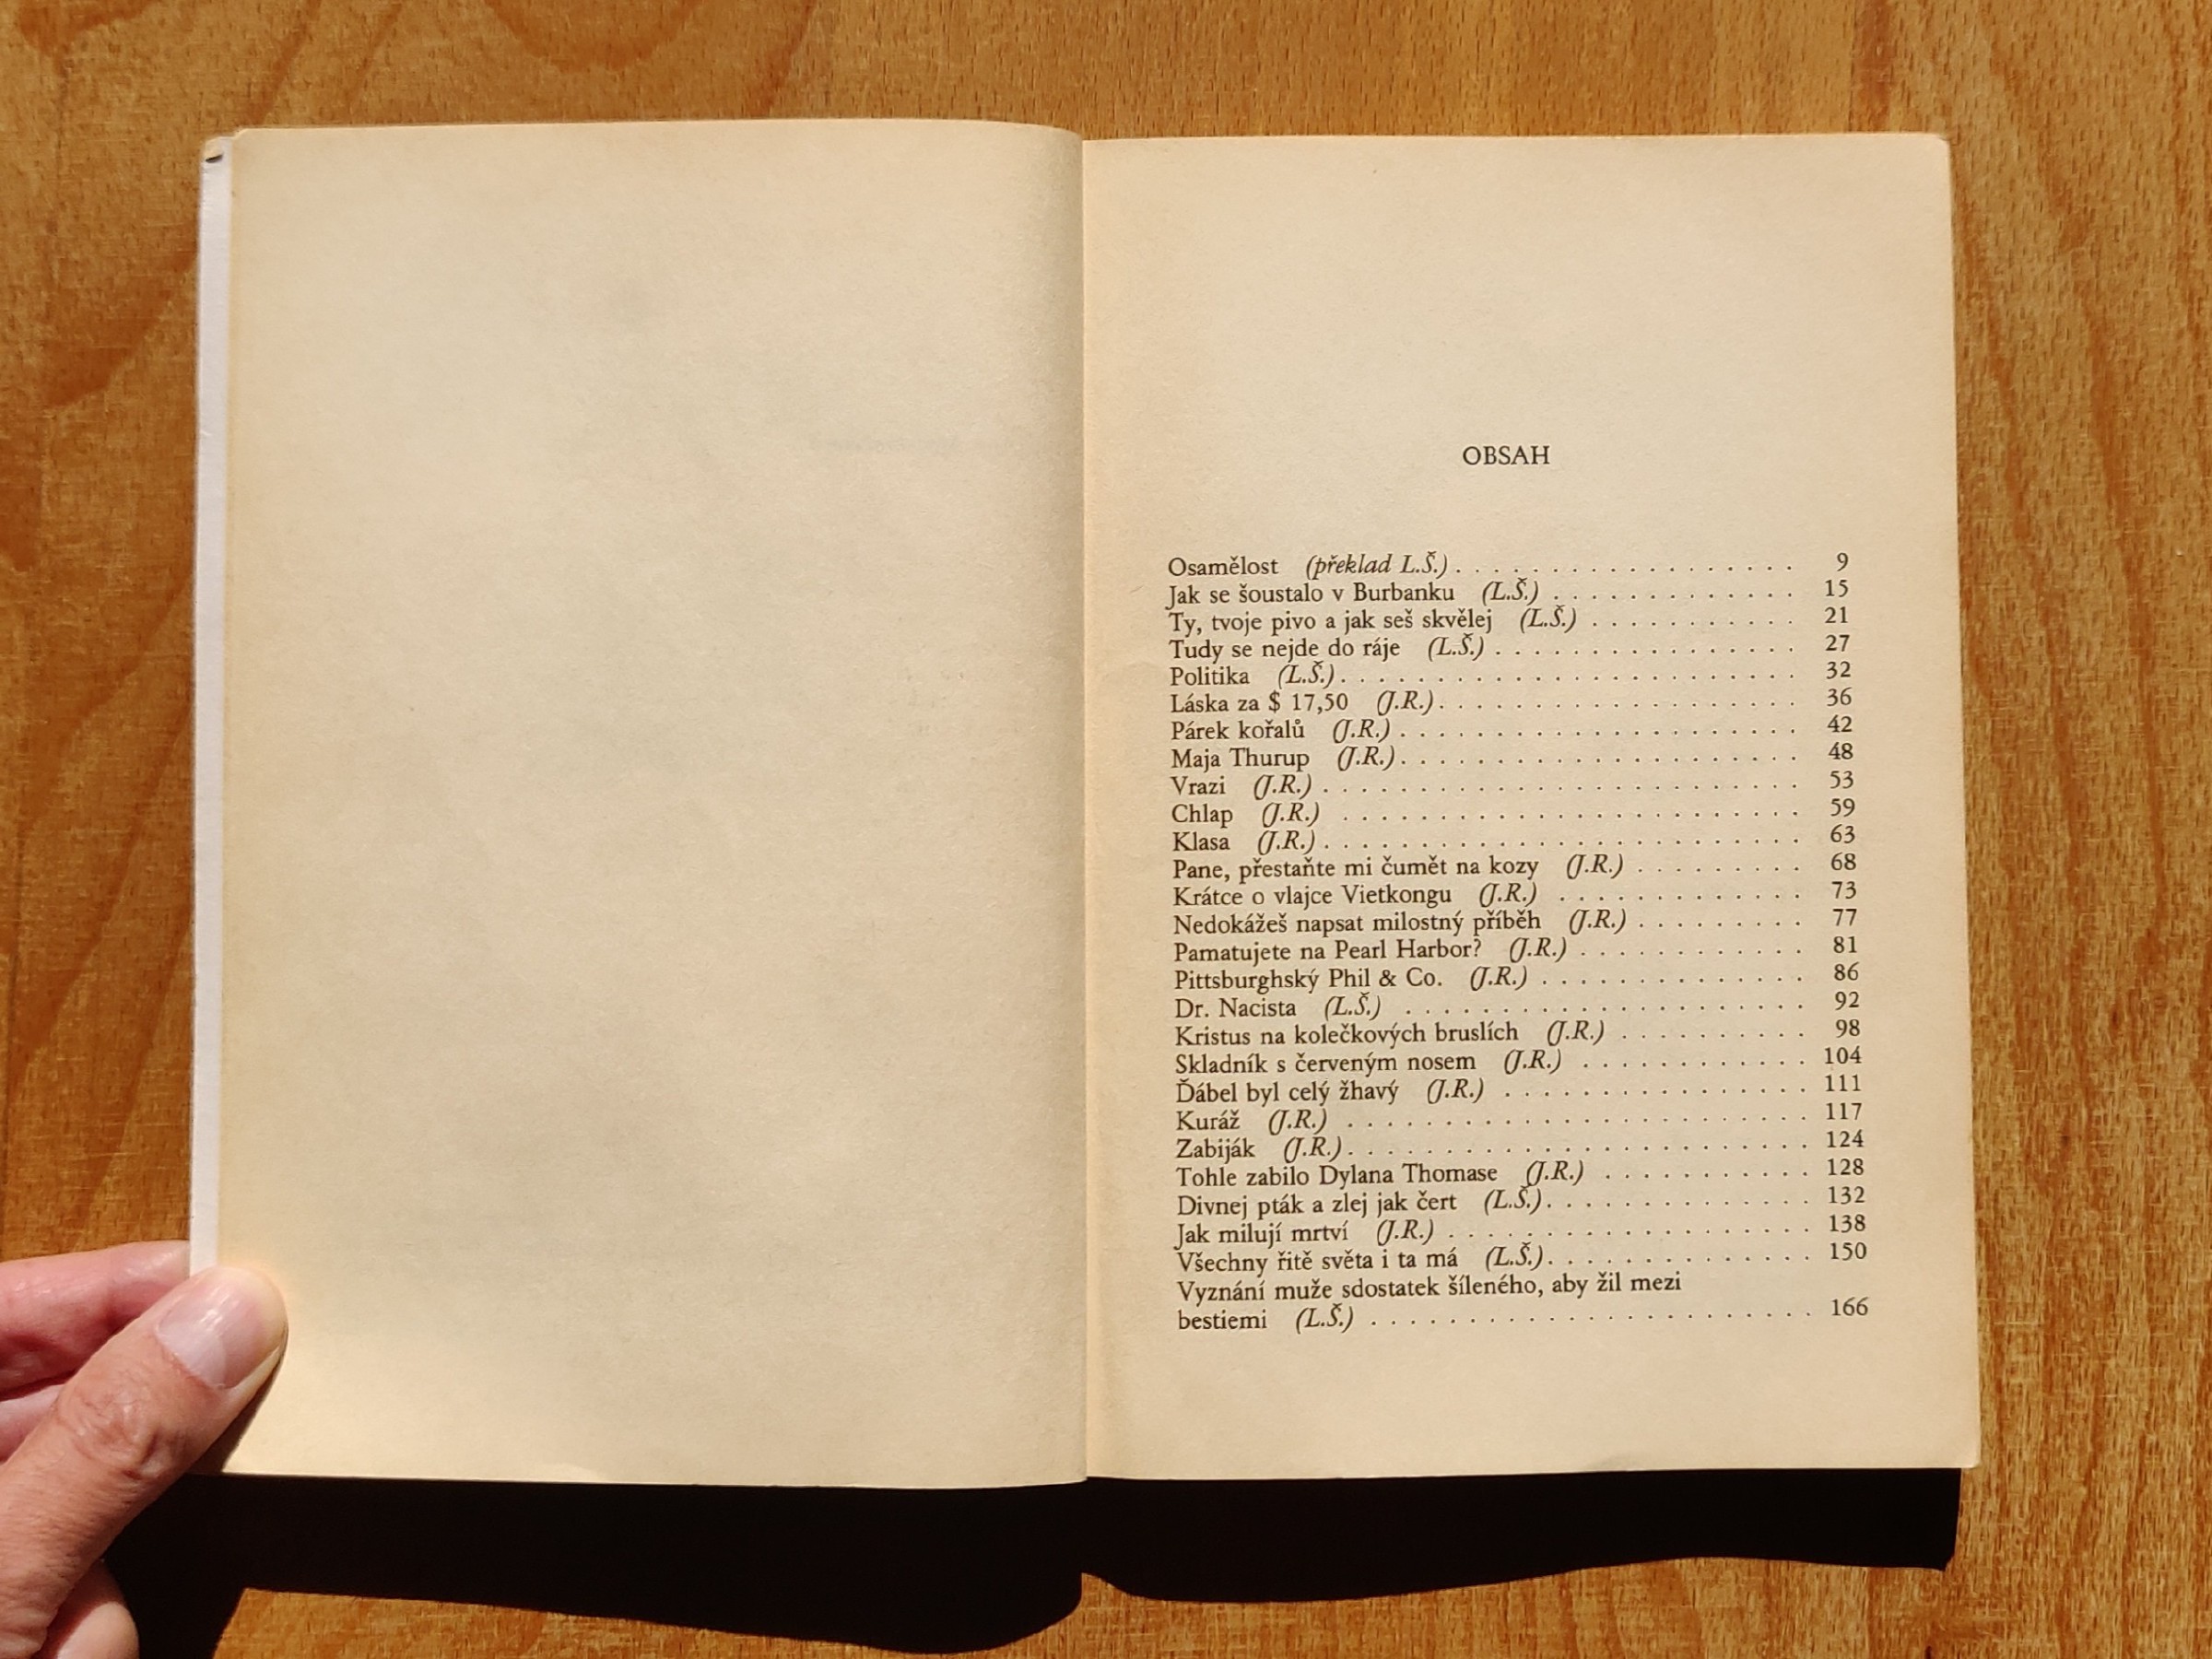 OBSAH
Osamělost (překlad L.Š.) . . . . . . . . . . . . . . . . . . 9
Jak se šoustalo v Burbanku (L.Š.) . . . . . . . . . . . . . 15
Ty, tvoje pivo a jak seš skvělej (L.Š.) . . . . . . . . . . . 21
Tudy se nejde do ráje (L.Š.) . . . . . . . . . . . . . . . . 27
Politika (L.Š.) . . . . . . . . . . . . . . . . . . . . . . . . 32
Láska za $ 17,50 (J.R.) . . . . . . . . . . . . . . . . . . . 36
Párek kořalů (J.R.) . . . . . . . . . . . . . . . . . . . . . 42
Maja Thurup (J.R.) . . . . . . . . . . . . . . . . . . . . . 48
Vrazi (J.R.) . . . . . . . . . . . . . . . . . . . . . . . . . 53
Chlap (J.R.) . . . . . . . . . . . . . . . . . . . . . . . . 59
Klasa (J.R.) . . . . . . . . . . . . . . . . . . . . . . . . . 63
Pane, přestaňte mi čumět na kozy (J.R.) . . . . . . . . . 68
Krátce o vlajce Vietkongu (J.R.) . . . . . . . . . . . . . 73
Nedokážeš napsat milostný příběh (J.R.) . . . . . . . . . 77
Pamatujete na Pearl Harbor? (J.R.) . . . . . . . . . . . . 81
Pittsburghský Phil & Co. (J.R.) . . . . . . . . . . . . . . 86
Dr. Nacista (L.Š.) . . . . . . . . . . . . . . . . . . . . . 92
Kristus na kolečkových bruslích (J.R.) . . . . . . . . . . 98
Skladník s červeným nosem (J.R.) . . . . . . . . . . . . 104
Ďábel byl celý žhavý (J.R.) . . . . . . . . . . . . . . . . 111
Kuráž (J.R.) . . . . . . . . . . . . . . . . . . . . . . . . 117
Zabiják (J.R.) . . . . . . . . . . . . . . . . . . . . . . . . 124
Tohle zabilo Dylana Thomase (J.R.) . . . . . . . . . . . 128
Divnej pták a zlej jak čert (L.Š.) . . . . . . . . . . . . . . 132
Jak milují mrtví (J.R.) . . . . . . . . . . . . . . . . . . . 138
Všechny řitě světa i ta má (L.Š.) . . . . . . . . . . . . . . 150
Vyznání muže sdostatek šíleného, aby žil mezi
bestiemi (L.Š.) . . . . . . . . . . . . . . . . . . . . . . . 166